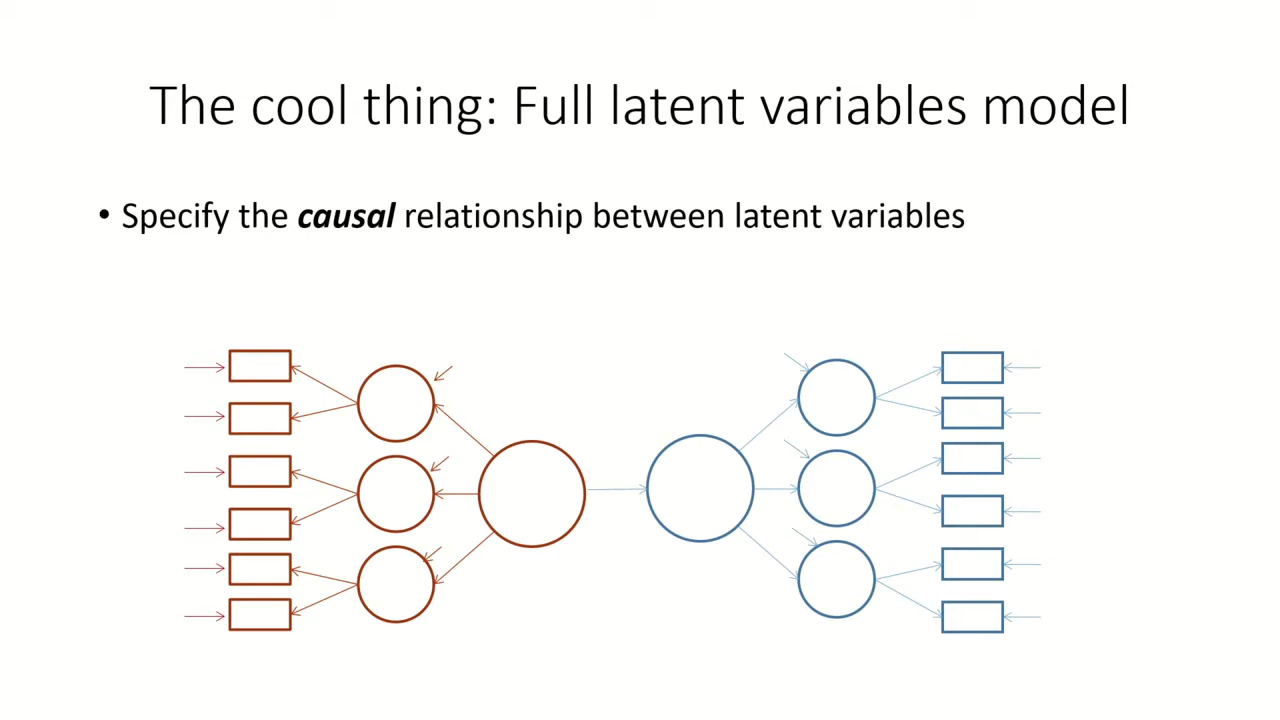 The cool thing: Full latent variables model
• Specify the causal relationship between latent variables